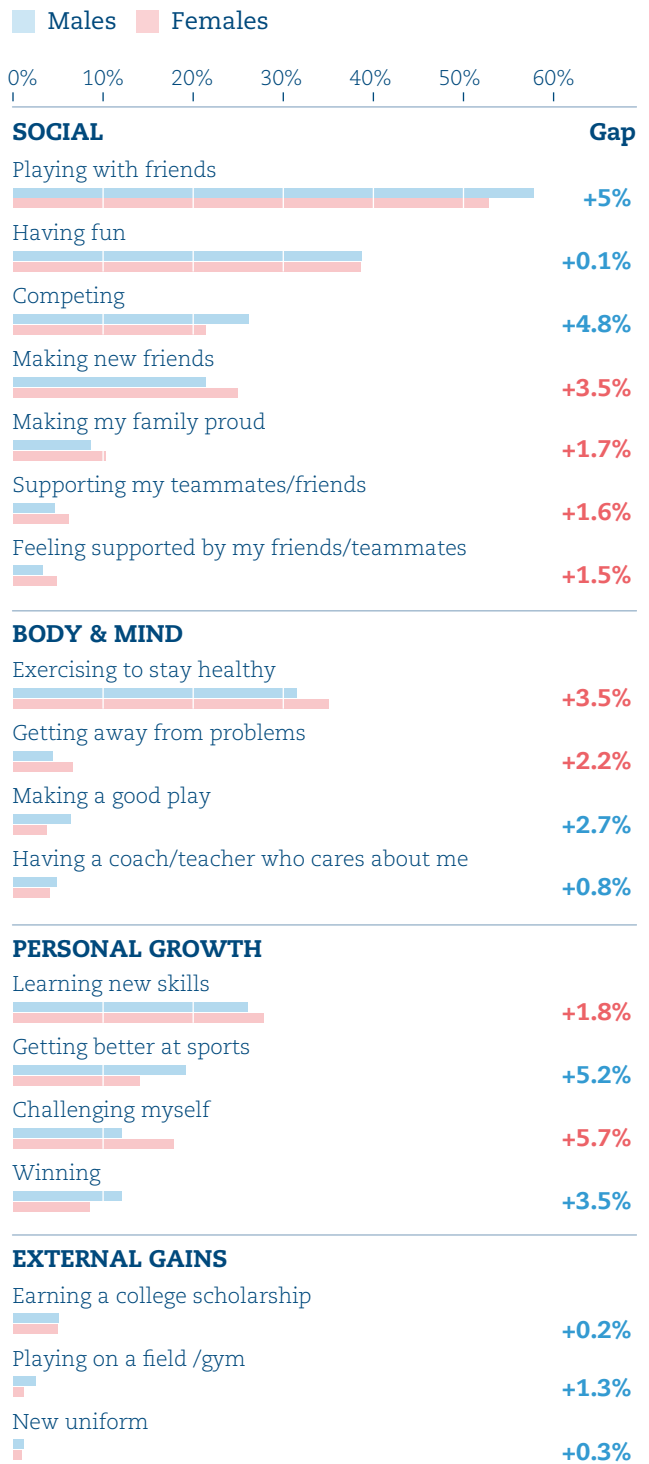 Males Females
0% 10% 20% 30% 40% 50% 60%
SOCIAL Gap
Playing with friends
+5%
Having fun
+0.1%
Competing
+4.8%
Making new friends
+3.5%
Making my family proud
+1.7%
Supporting my teammates/friends
+1.6%
Feeling supported by my friends/teammates
+1.5%
BODY & MIND
Exercising to stay healthy
+3.5%
Getting away from problems
+2.2%
Making a good play
+2.7%
Having a coach/teacher who cares about me
+0.8%
PERSONAL GROWTH
Learning new skills
+1.8%
Getting better at sports
+5.2%
Challenging myself
+5.7%
Winning
+3.5%
EXTERNAL GAINS
Earning a college scholarship
+0.2%
Playing on a field /gym
+1.3%
New uniform
+0.3%